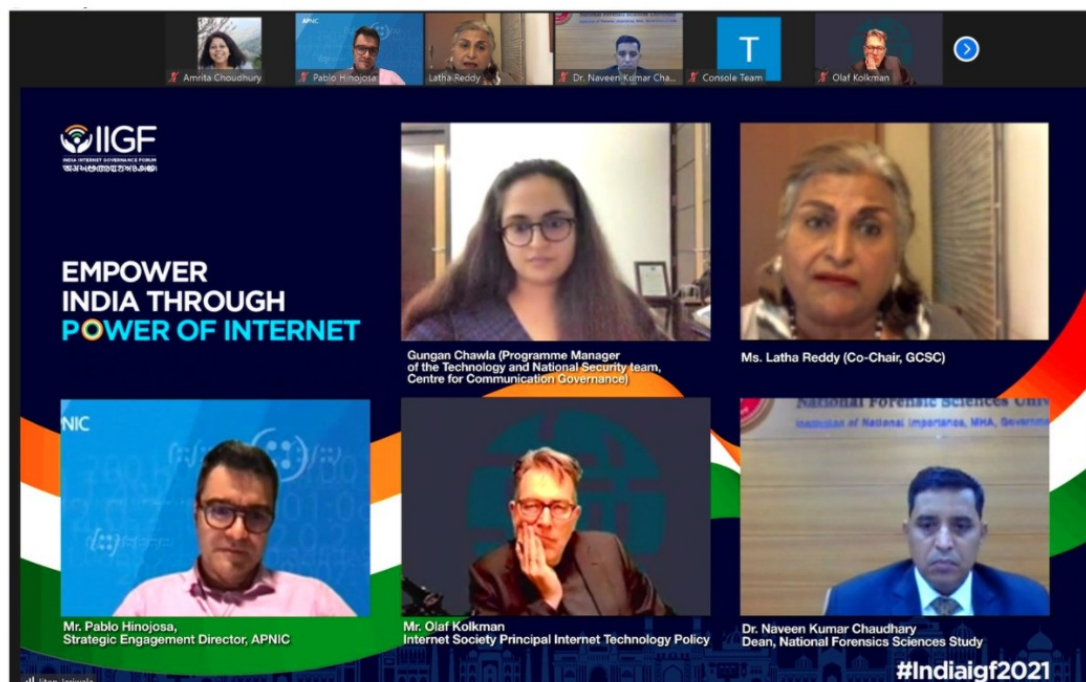 APNIC
T
Amrita Choudhury
Pablo Hinojosa
Latha Reddy
Dr. Naveen Kumar Cha...
Console Team
Olaf Kolkman
IIGF
INDIA INTERNET GOVERNANCE FORUM
EMPOWER
INDIA THROUGH
POWER OF INTERNET
Gungan Chawla (Programme Manager
of the Technology and National Security team,
Centre for Communication Governance)
Ms. Latha Reddy (Co-Chair, GCSC)
NIC
National Forensic Sciences Univ
Institution of National Importance, MHA, Governme
Mr. Pablo Hinojosa,
Strategic Engagement Director, APNIC
Mr. Olaf Kolkman
Internet Society Principal Internet Technology Policy
Dr. Naveen Kumar Chaudhary
Dean, National Forensics Sciences Study
#Indiaigf2021